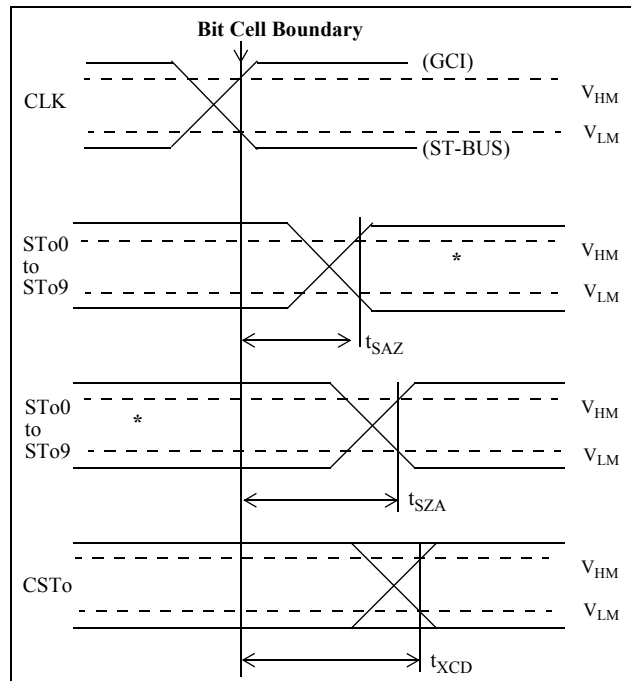 Bit Cell Boundary
(GCI)
CLK
V_HM
V_LM
(ST-BUS)
STo0
to
STo9
*
V_HM
V_LM
t_SAZ
STo0
to
STo9
*
V_HM
V_LM
t_SZA
CSTo
V_HM
V_LM
t_XCD